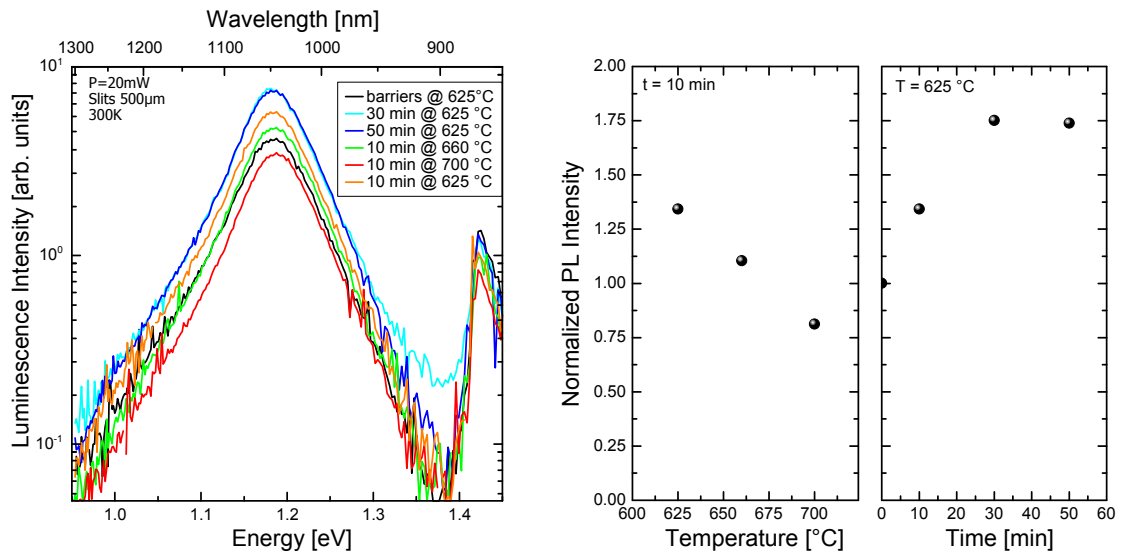 Wavelength [nm]
1300 1200 1100 1000 900
10^1
10^0
10^-1
P=20mW
Slits 500µm
300K
barriers @ 625°C
30 min @ 625 °C
50 min @ 625 °C
10 min @ 660 °C
10 min @ 700 °C
10 min @ 625 °C
Luminescence Intensity [arb. units]
1.0 1.1 1.2 1.3 1.4
Energy [eV]
Normalized PL Intensity
2.00
1.75
1.50
1.25
1.00
0.75
0.50
0.25
0.00
t = 10 min
600 625 650 675 700 725
Temperature [°C]
T = 625 °C
0 10 20 30 40 50 60
Time [min]